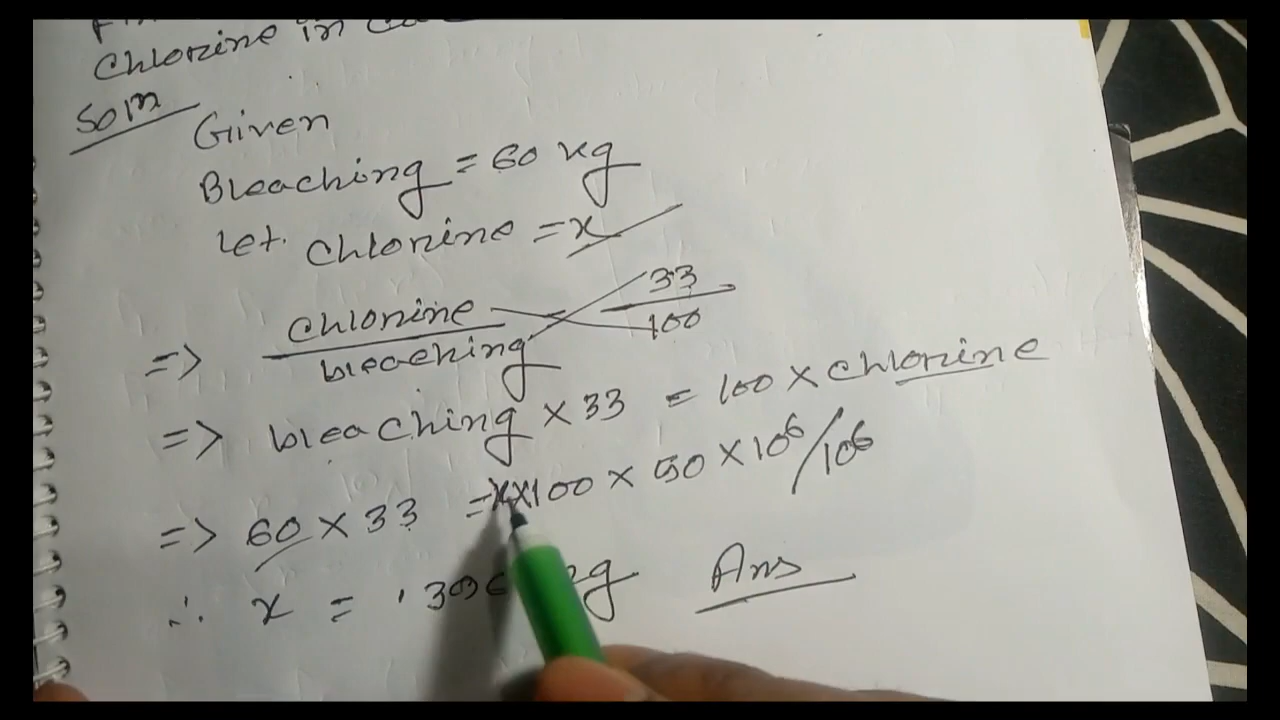 Chlorine in
Soln
Given
Bleaching = 60 kg
Let. Chlorine = x
=> Chlorine / bleaching 33 / 100
=> bleaching × 33 = 100 × chlorine
=> 60 × 33 = x × 100 × 50 × 10⁶ / 10⁶
∴ x = .396 Ans